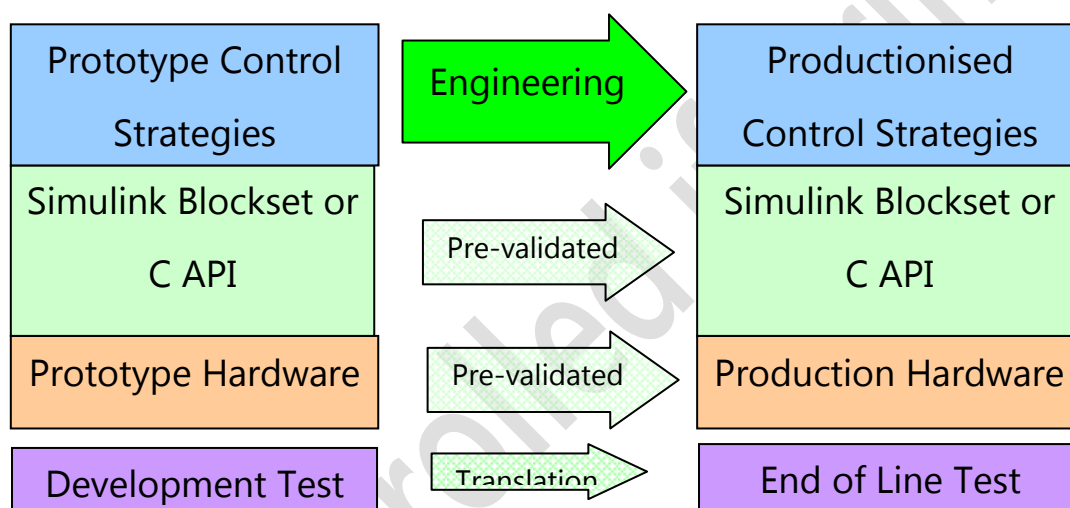 Prototype Control
Strategies
Engineering
Productionised
Control Strategies
Simulink Blockset or
C API
Pre-validated
Simulink Blockset or
C API
Prototype Hardware
Pre-validated
Production Hardware
Development Test
Translation
End of Line Test